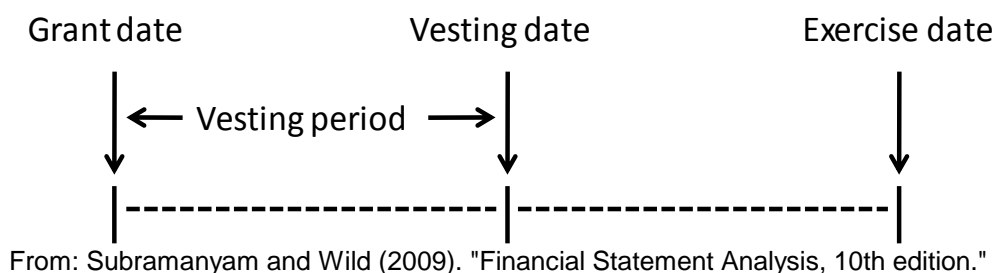 Grant date Vesting date Exercise date
Vesting period
From: Subramanyam and Wild (2009). "Financial Statement Analysis, 10th edition."